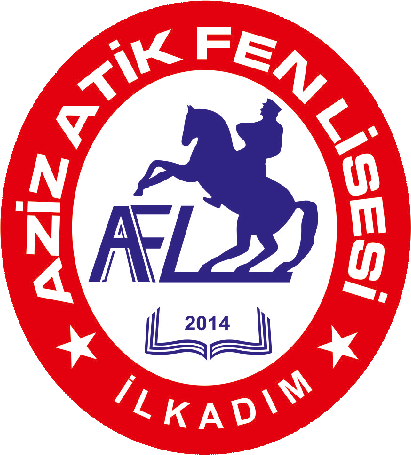 AZİZ ATİK FEN LİSESİ
AFL
2014
İLKADIM